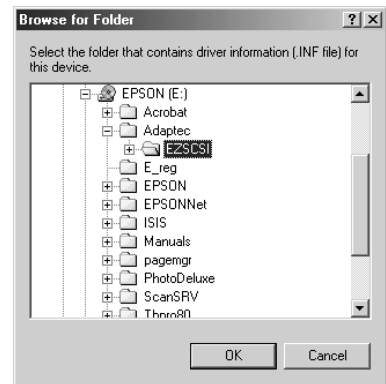 Browse for Folder
Select the folder that contains driver information (.INF file) for
this device.
EPSON (E:)
Acrobat
Adaptec
EZSCSI
E_reg
EPSON
EPSONNet
ISIS
Manuals
pagemgr
PhotoDeluxe
ScanSRV
Thpro80
OK Cancel